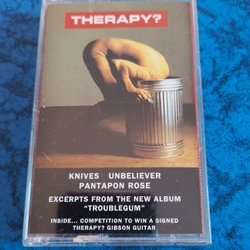 THERAPY?
KNIVES UNBELIEVER
PANTAPON ROSE
EXCERPTS FROM THE NEW ALBUM
"TROUBLEGUM"
INSIDE... COMPETITION TO WIN A SIGNED
THERAPY? GIBSON GUITAR